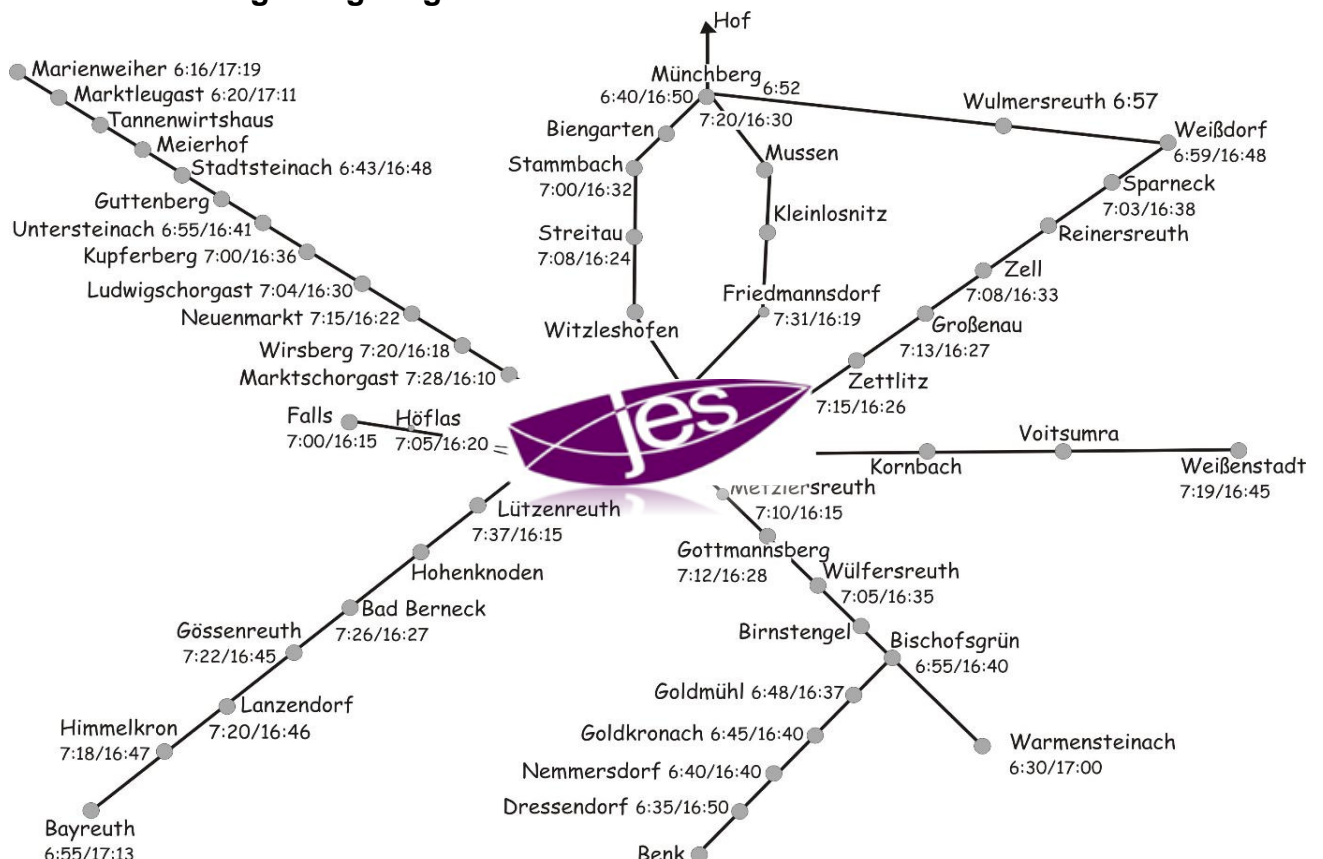 Hof
Marienweiher 6:16/17:19
Marktleugast 6:20/17:11
Tannenwirtshaus
Meierhof
Stadtsteinach 6:43/16:48
Guttenberg
Untersteinach 6:55/16:41
Kupferberg 7:00/16:36
Ludwigschorgast 7:04/16:30
Neuenmarkt 7:15/16:22
Wirsberg 7:20/16:18
Marktschorgast 7:28/16:10
Münchberg 6:52
6:40/16:50
7:20/16:30
Biengarten
Stammbach
7:00/16:32
Streitau
7:08/16:24
Witzleshofen
Mussen
Kleinlosnitz
Friedmannsdorf
7:31/16:19
Wulmersreuth 6:57
Weißdorf
6:59/16:48
Sparneck
7:03/16:38
Reinersreuth
Zell
7:08/16:33
Großenau
7:13/16:27
Zettlitz
7:15/16:26
Falls
7:00/16:15
Höflas
7:05/16:20
jes
Kornbach
Voitsumra
Weißenstadt
7:19/16:45
Lützenreuth
7:37/16:15
Hohenknoden
Bad Berneck
7:26/16:27
Gössenreuth
7:22/16:45
Lanzendorf
7:20/16:46
Himmelkron
7:18/16:47
Bayreuth
6:55/17:13
Metzlersreuth
7:10/16:15
Gottmannsberg
7:12/16:28
Wülfersreuth
7:05/16:35
Birnstengel
Bischofsgrün
6:55/16:40
Goldmühl 6:48/16:37
Goldkronach 6:45/16:40
Nemmersdorf 6:40/16:40
Dressendorf 6:35/16:50
Benk
Warmensteinach
6:30/17:00